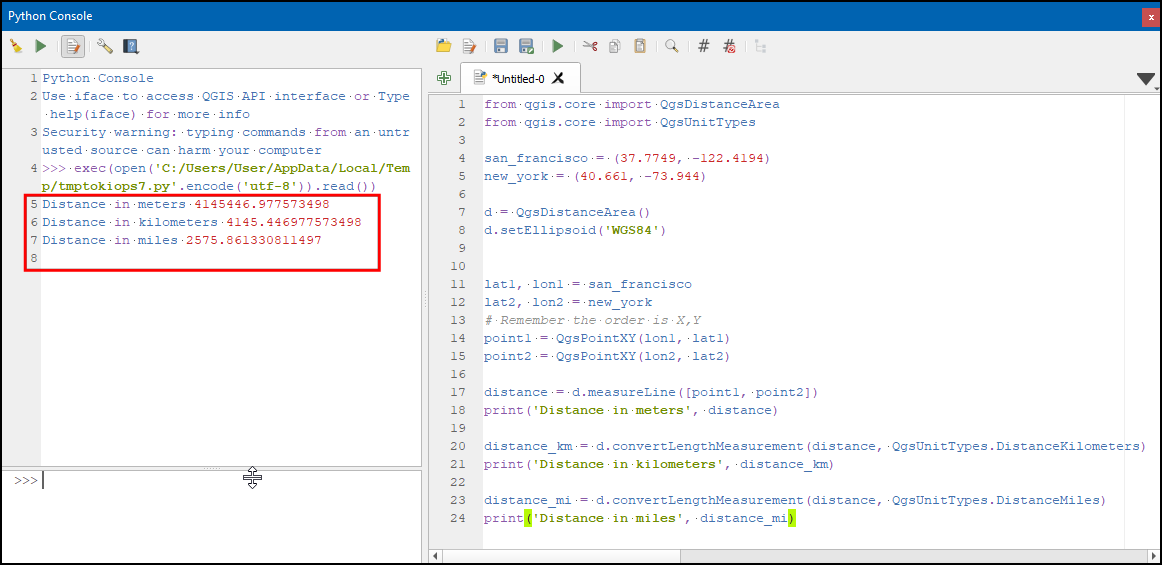 Python Console
*Untitled-0
1 Python Console
2 Use iface to access QGIS API interface or Type
help(iface) for more info
3 Security warning: typing commands from an untr
usted source can harm your computer
4 >>> exec(open('C:/Users/User/AppData/Local/Tem
p/tmptokiops7.py'.encode('utf-8')).read())
5 Distance in meters 4145446.977573498
6 Distance in kilometers 4145.446977573498
7 Distance in miles 2575.861330811497
8
>>>
1 from qgis.core import QgsDistanceArea
2 from qgis.core import QgsUnitTypes
3
4 san_francisco = (37.7749, -122.4194)
5 new_york = (40.661, -73.944)
6
7 d = QgsDistanceArea()
8 d.setEllipsoid('WGS84')
9
10
11 lat1, lon1 = san_francisco
12 lat2, lon2 = new_york
13 # Remember the order is X,Y
14 point1 = QgsPointXY(lon1, lat1)
15 point2 = QgsPointXY(lon2, lat2)
16
17 distance = d.measureLine([point1, point2])
18 print('Distance in meters', distance)
19
20 distance_km = d.convertLengthMeasurement(distance, QgsUnitTypes.DistanceKilometers)
21 print('Distance in kilometers', distance_km)
22
23 distance_mi = d.convertLengthMeasurement(distance, QgsUnitTypes.DistanceMiles)
24 print('Distance in miles', distance_mi)